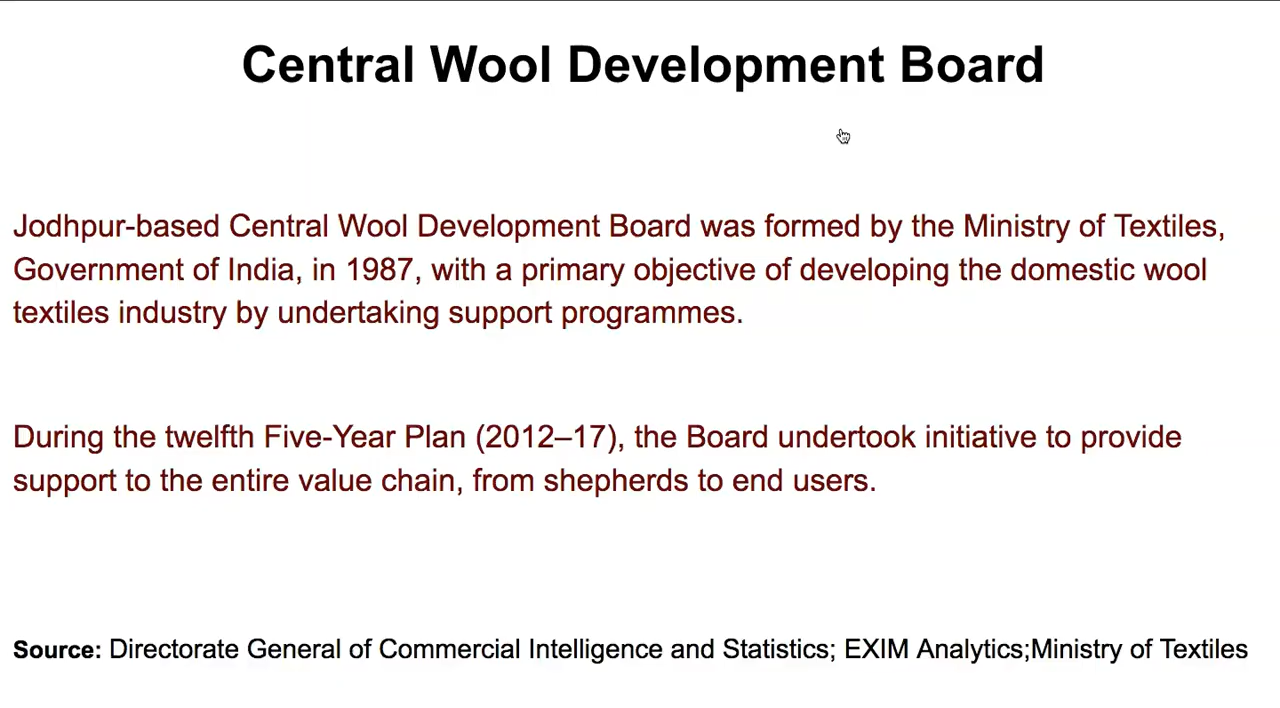 Central Wool Development Board
Jodhpur-based Central Wool Development Board was formed by the Ministry of Textiles,
Government of India, in 1987, with a primary objective of developing the domestic wool
textiles industry by undertaking support programmes.
During the twelfth Five-Year Plan (2012–17), the Board undertook initiative to provide
support to the entire value chain, from shepherds to end users.
Source: Directorate General of Commercial Intelligence and Statistics; EXIM Analytics;Ministry of Textiles